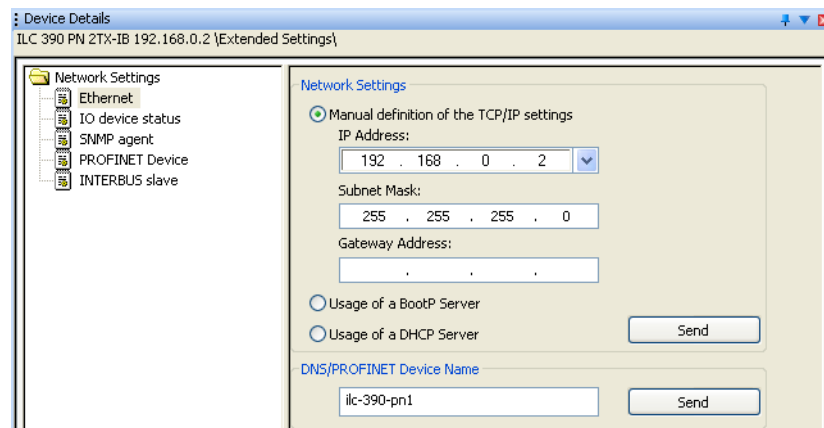 Device Details
ILC 390 PN 2TX-IB 192.168.0.2 \Extended Settings\
Network Settings
Ethernet
IO device status
SNMP agent
PROFINET Device
INTERBUS slave
Network Settings
Manual definition of the TCP/IP settings
IP Address:
192 . 168 . 0 . 2
Subnet Mask:
255 . 255 . 255 . 0
Gateway Address:
. . .
Usage of a BootP Server
Usage of a DHCP Server
Send
DNS/PROFINET Device Name
ilc-390-pn1
Send